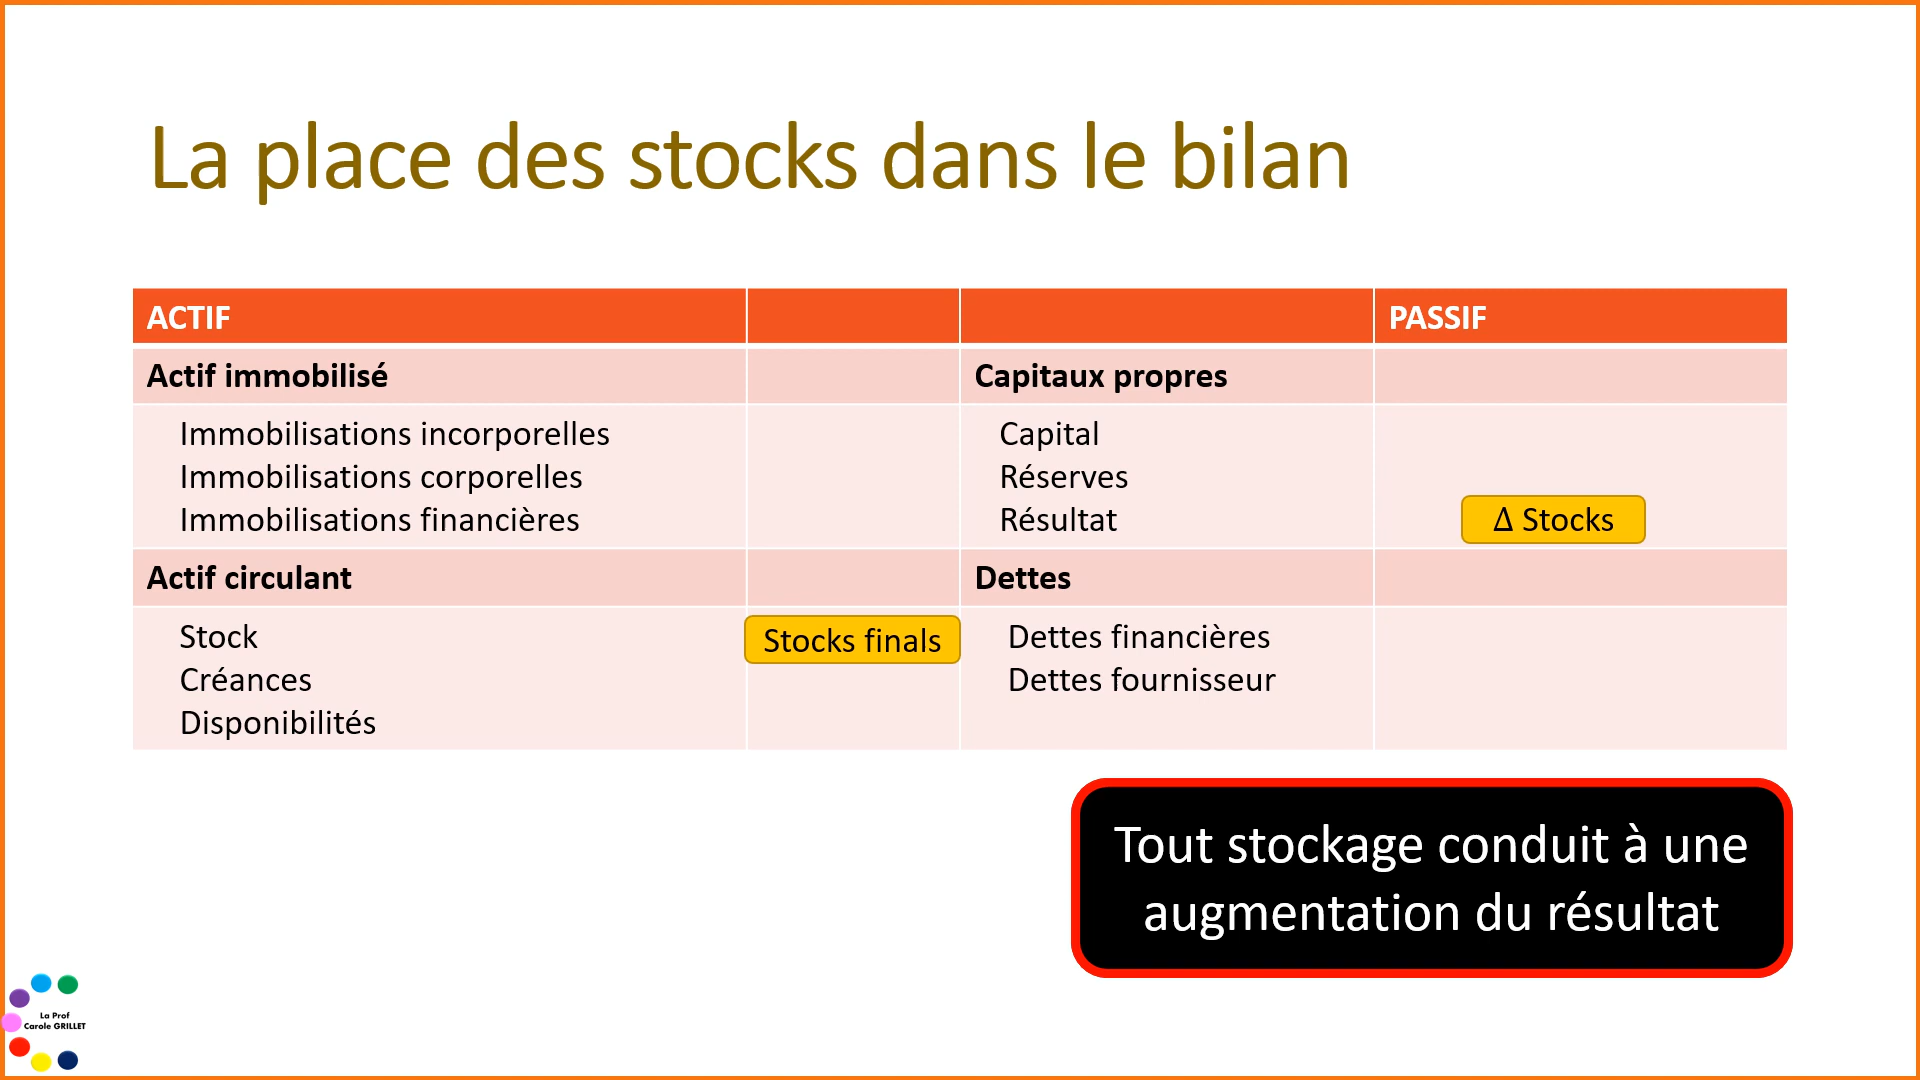 La place des stocks dans le bilan
ACTIF
PASSIF
Actif immobilisé
Capitaux propres
Immobilisations incorporelles
Immobilisations corporelles
Immobilisations financières
Capital
Réserves
Résultat
Δ Stocks
Actif circulant
Dettes
Stock
Créances
Disponibilités
Stocks finals
Dettes financières
Dettes fournisseur
Tout stockage conduit à une
augmentation du résultat
La Prof
Carole GRILLET